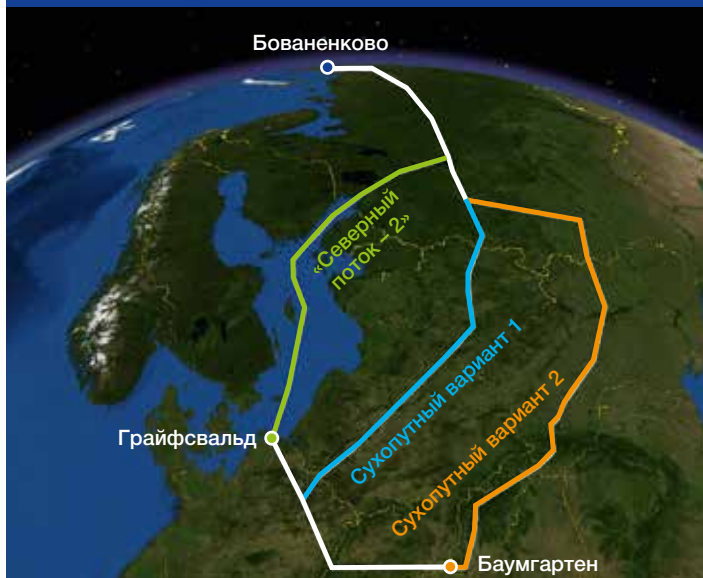 Бованенково
«Северный
поток – 2»
Сухопутный вариант 1
Грайфсвальд
Сухопутный вариант 2
Баумгартен